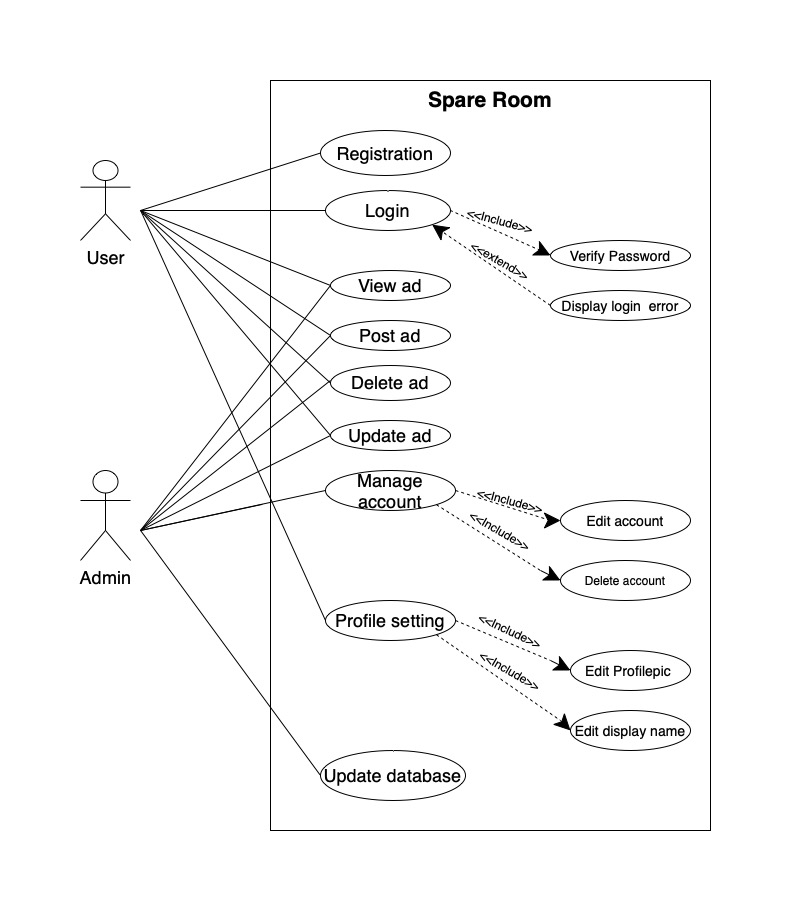 Spare Room
Registration
User
Login
<<Include>>
Verify Password
<<extend>>
View ad
Display login error
Post ad
Delete ad
Update ad
Admin
Manage
account
<<Include>>
Edit account
<<Include>>
Delete account
Profile setting
<<Include>>
Edit Profilepic
<<Include>>
Edit display name
Update database